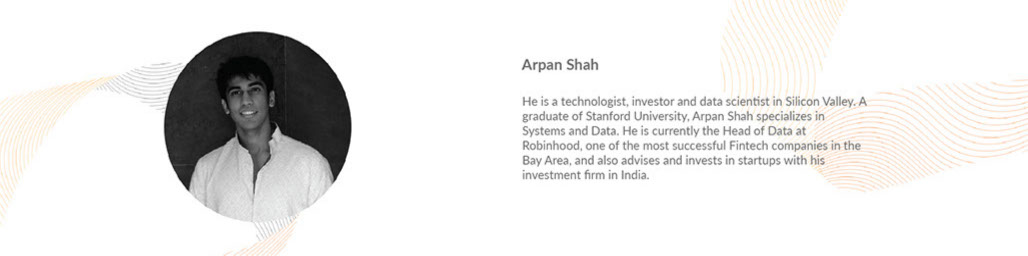 Arpan Shah
He is a technologist, investor and data scientist in Silicon Valley. A
graduate of Stanford University, Arpan Shah specializes in
Systems and Data. He is currently the Head of Data at
Robinhood, one of the most successful Fintech companies in the
Bay Area, and also advises and invests in startups with his
investment firm in India.